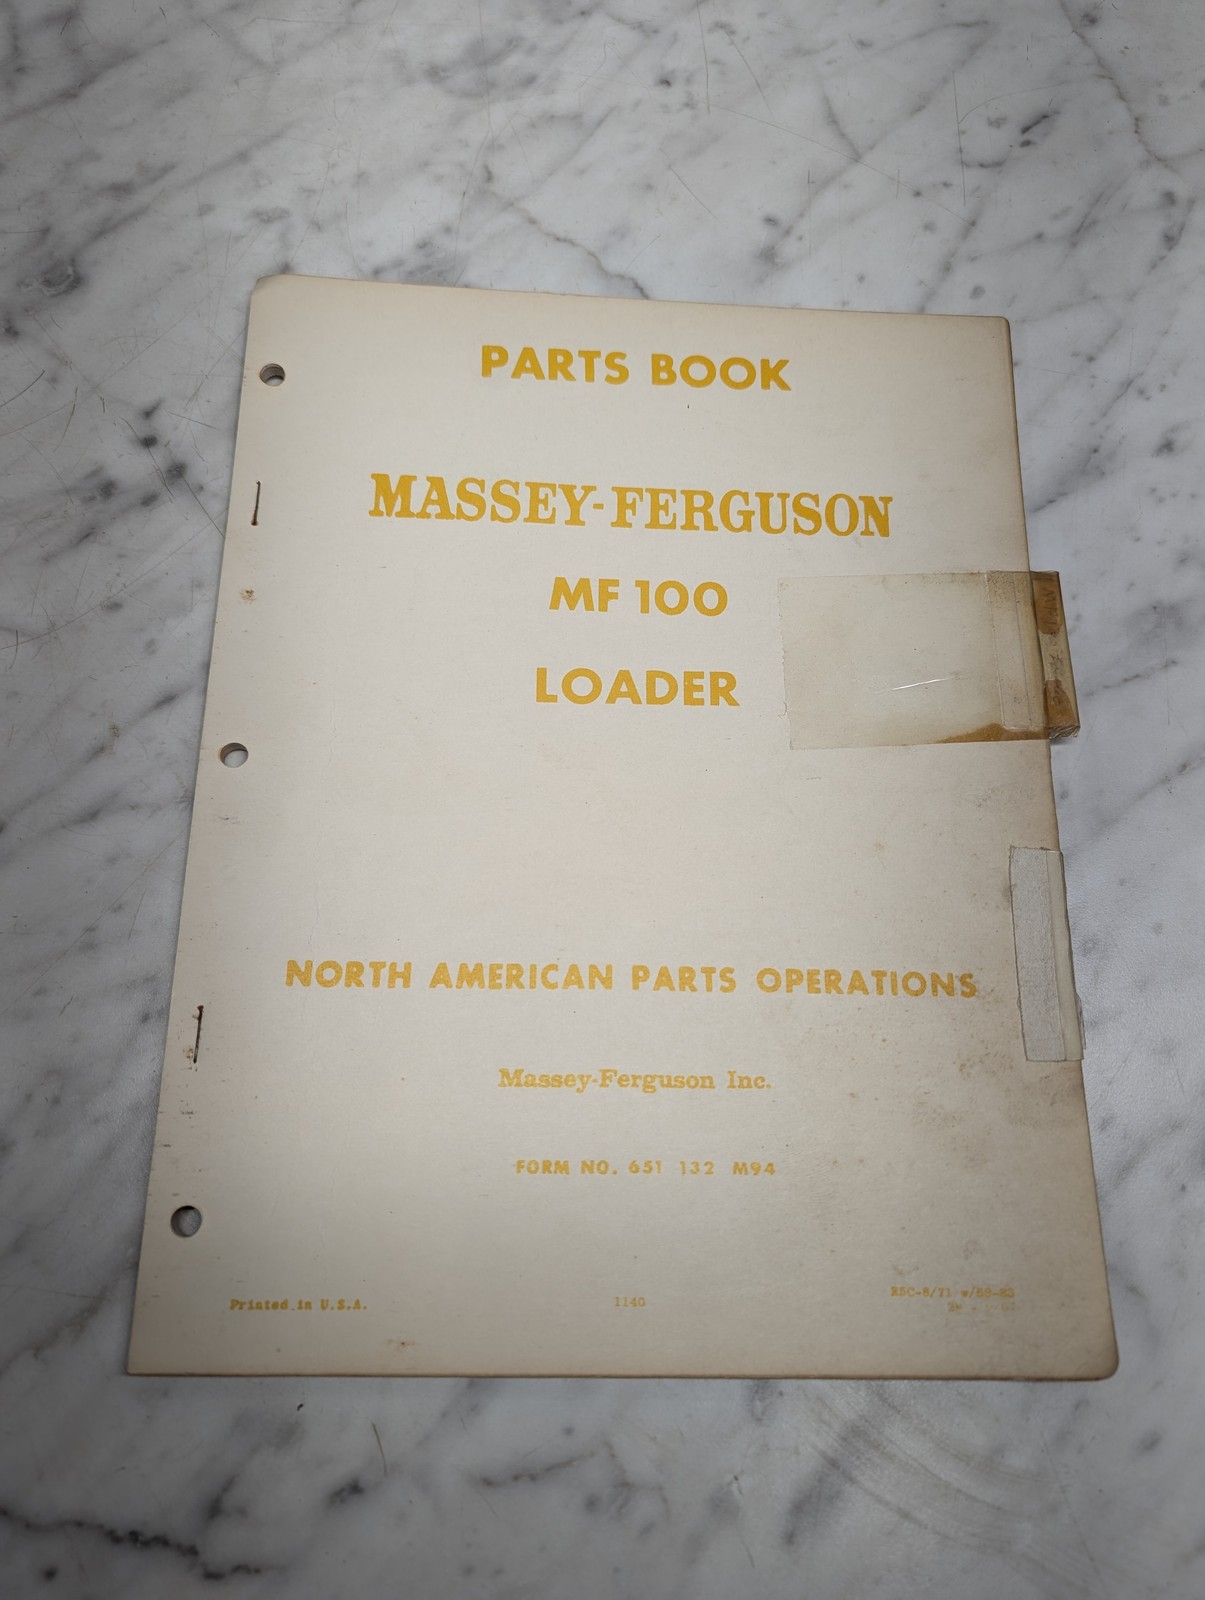 PARTS BOOK
MASSEY-FERGUSON
MF 100
LOADER
NORTH AMERICAN PARTS OPERATIONS
Massey-Ferguson Inc.
FORM NO. 651 132 M94
Printed in U.S.A.
1140